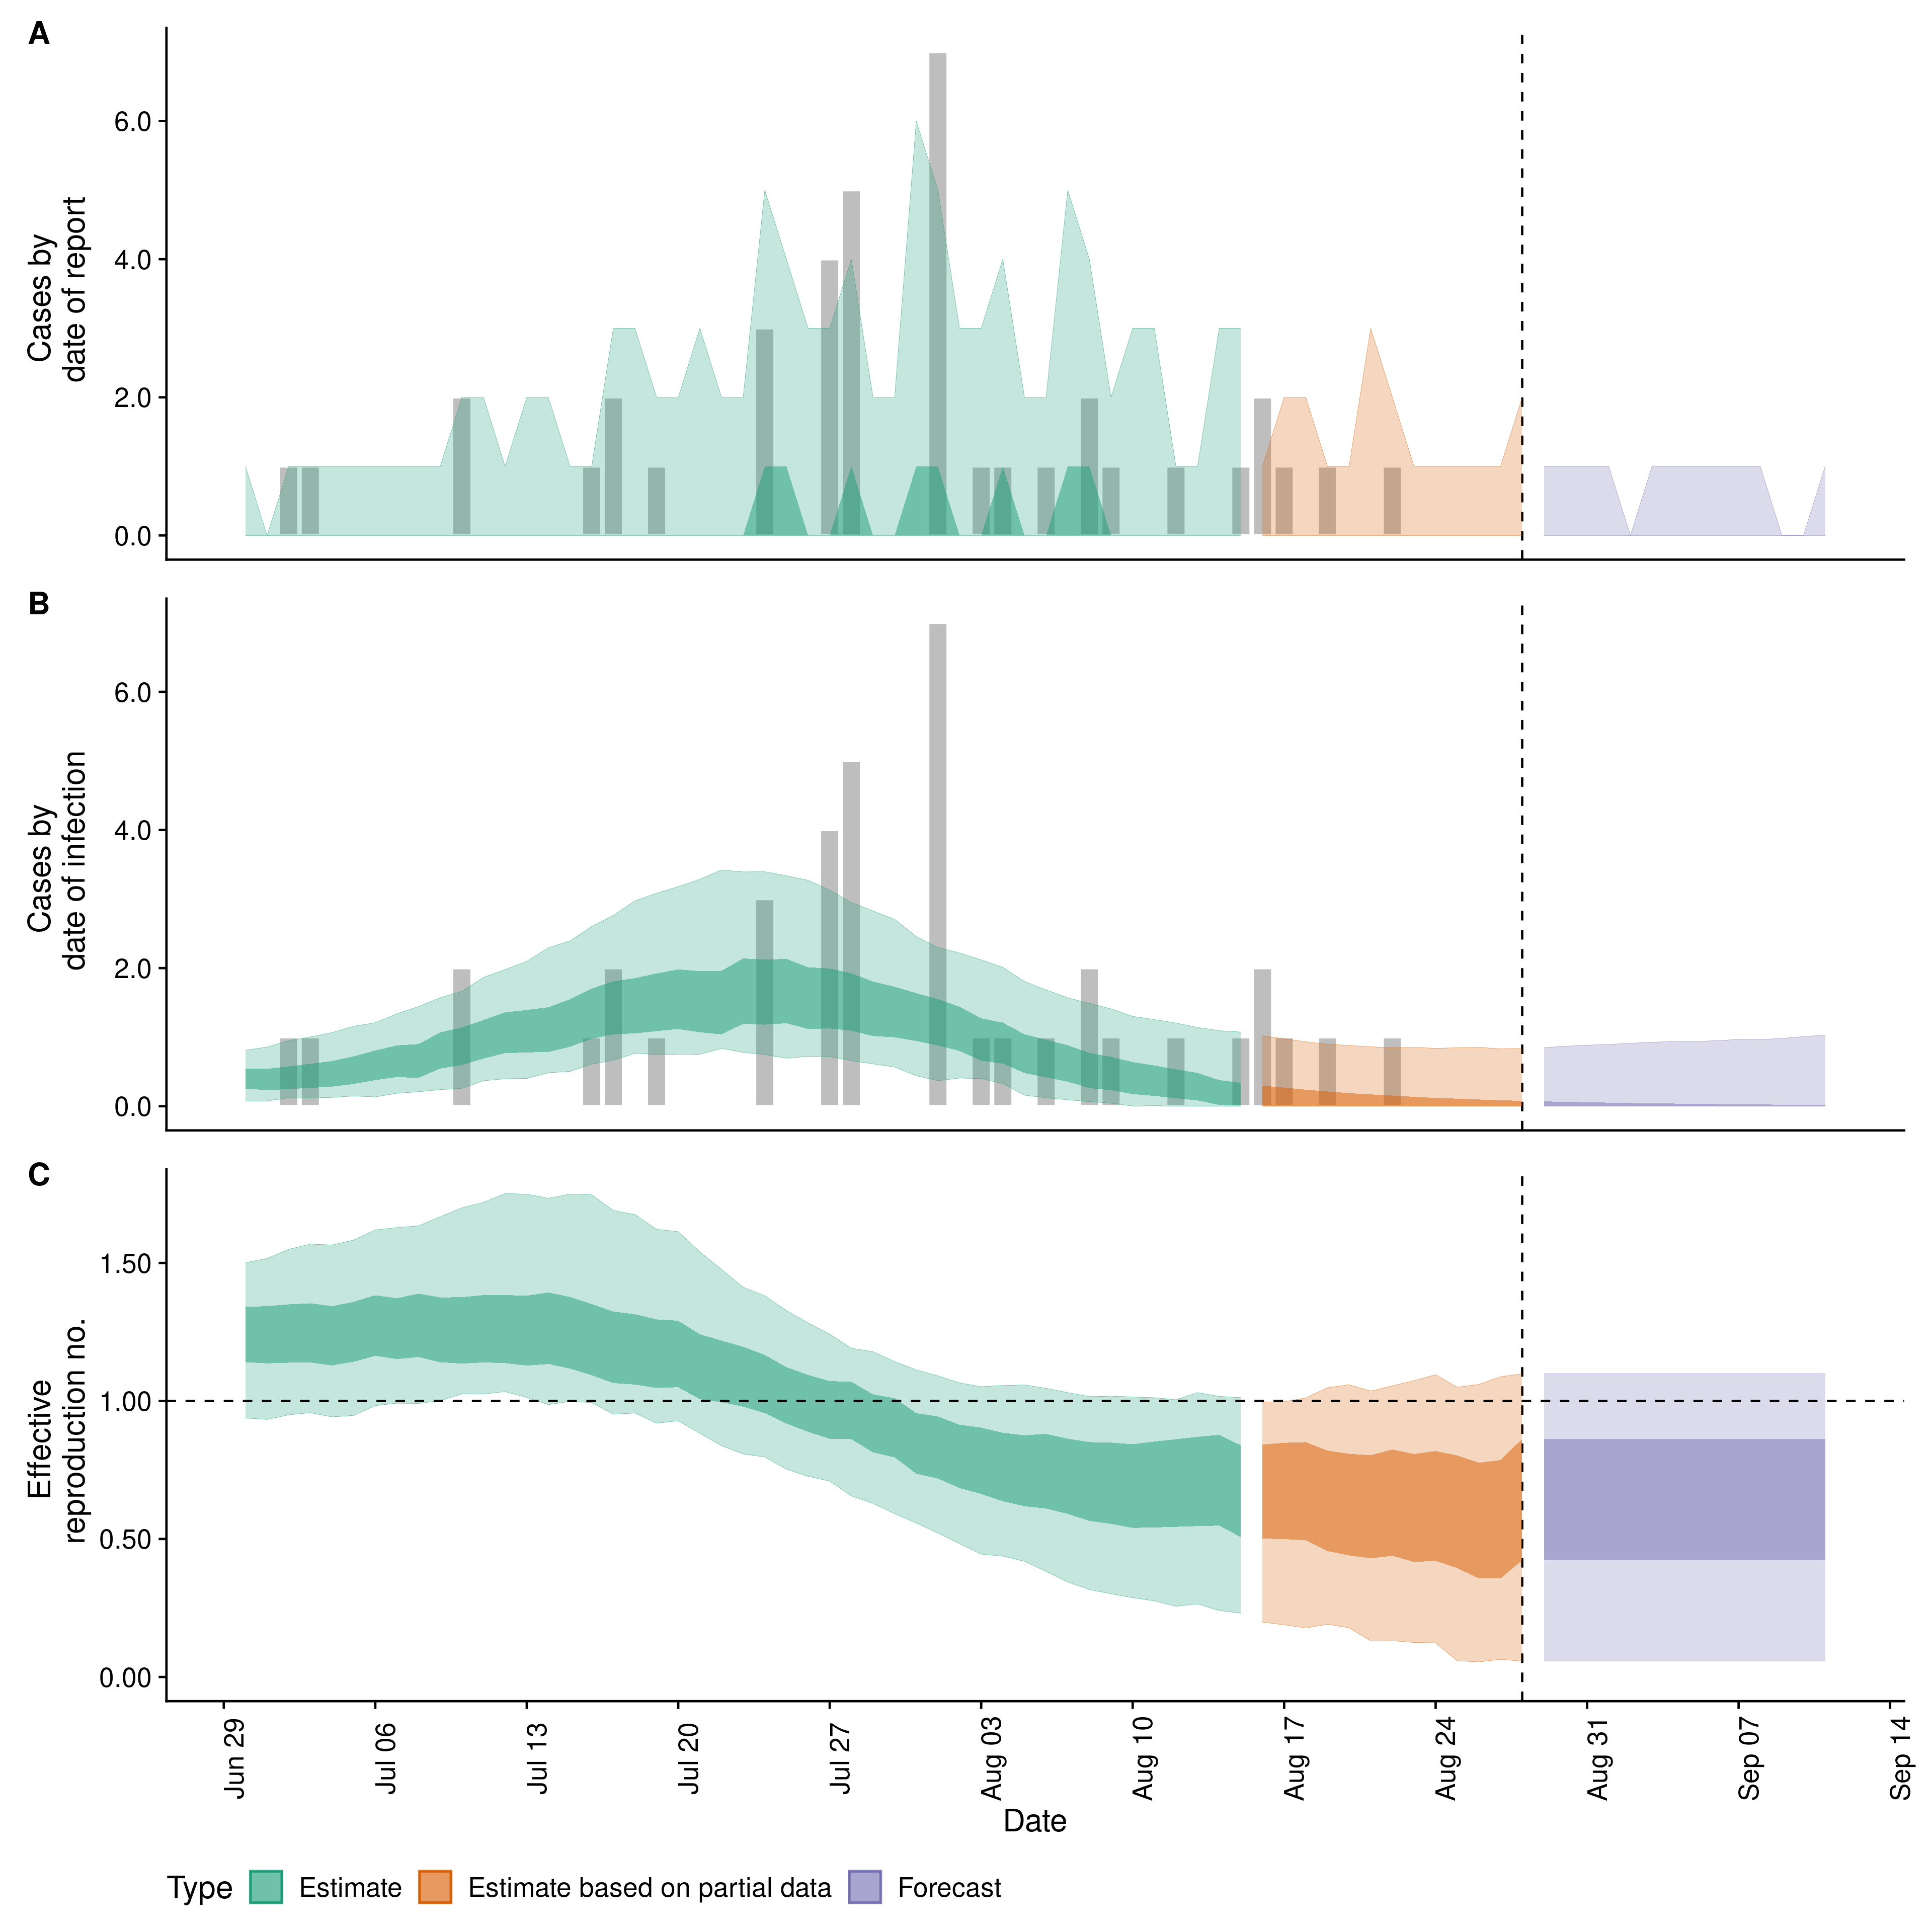 A
Cases by
date of report
6.0
4.0
2.0
0.0
B
Cases by
date of infection
6.0
4.0
2.0
0.0
C
Effective
reproduction no.
1.50
1.00
0.50
0.00
Jun 29
Jul 06
Jul 13
Jul 20
Jul 27
Aug 03
Aug 10
Aug 17
Aug 24
Aug 31
Sep 07
Sep 14
Date
Type Estimate Estimate based on partial data Forecast